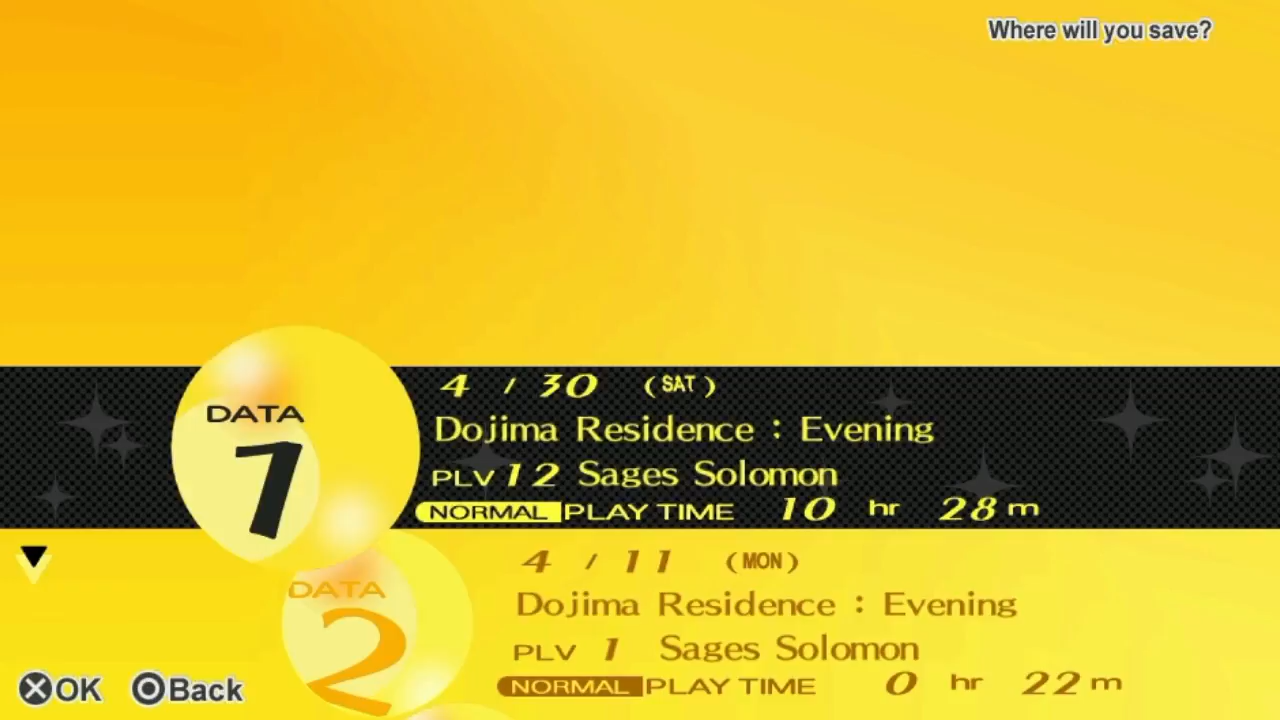 Where will you save?
DATA
1
4 / 30 (SAT)
Dojima Residence : Evening
PLV 12 Sages Solomon
NORMAL PLAY TIME 10 hr 28 m
DATA
2
4 / 11 (MON)
Dojima Residence : Evening
PLV 1 Sages Solomon
NORMAL PLAY TIME 0 hr 22 m
OK Back